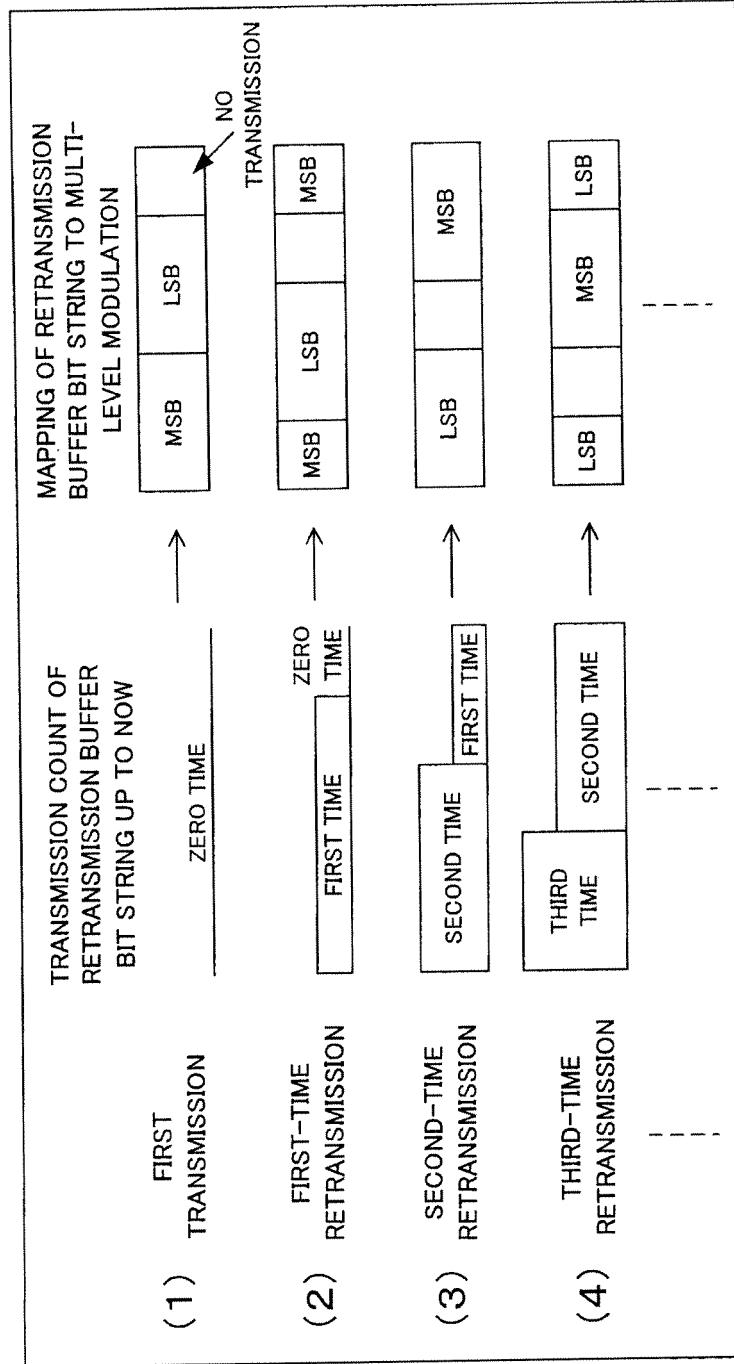 TRANSMISSION COUNT OF
RETRANSMISSION BUFFER
BIT STRING UP TO NOW
MAPPING OF RETRANSMISSION
BUFFER BIT STRING TO MULTI-
LEVEL MODULATION
(1)
FIRST
TRANSMISSION
ZERO TIME
MSB
LSB
NO
TRANSMISSION
(2)
FIRST-TIME
RETRANSMISSION
FIRST TIME
ZERO
TIME
MSB
LSB
MSB
(3)
SECOND-TIME
RETRANSMISSION
SECOND TIME
FIRST TIME
LSB
MSB
(4)
THIRD-TIME
RETRANSMISSION
THIRD
TIME
SECOND TIME
LSB
MSB
LSB